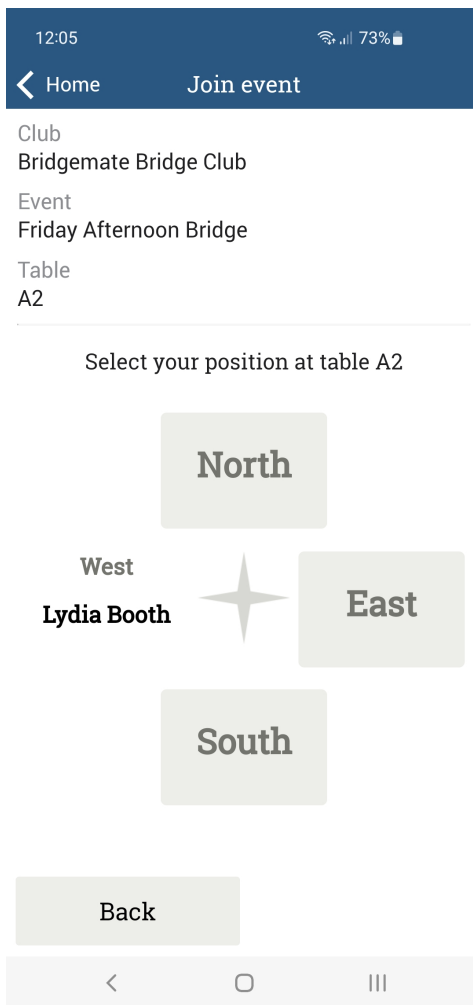 12:05
73%
Home
Join event
Club
Bridgemate Bridge Club
Event
Friday Afternoon Bridge
Table
A2
Select your position at table A2
North
West
Lydia Booth
East
South
Back